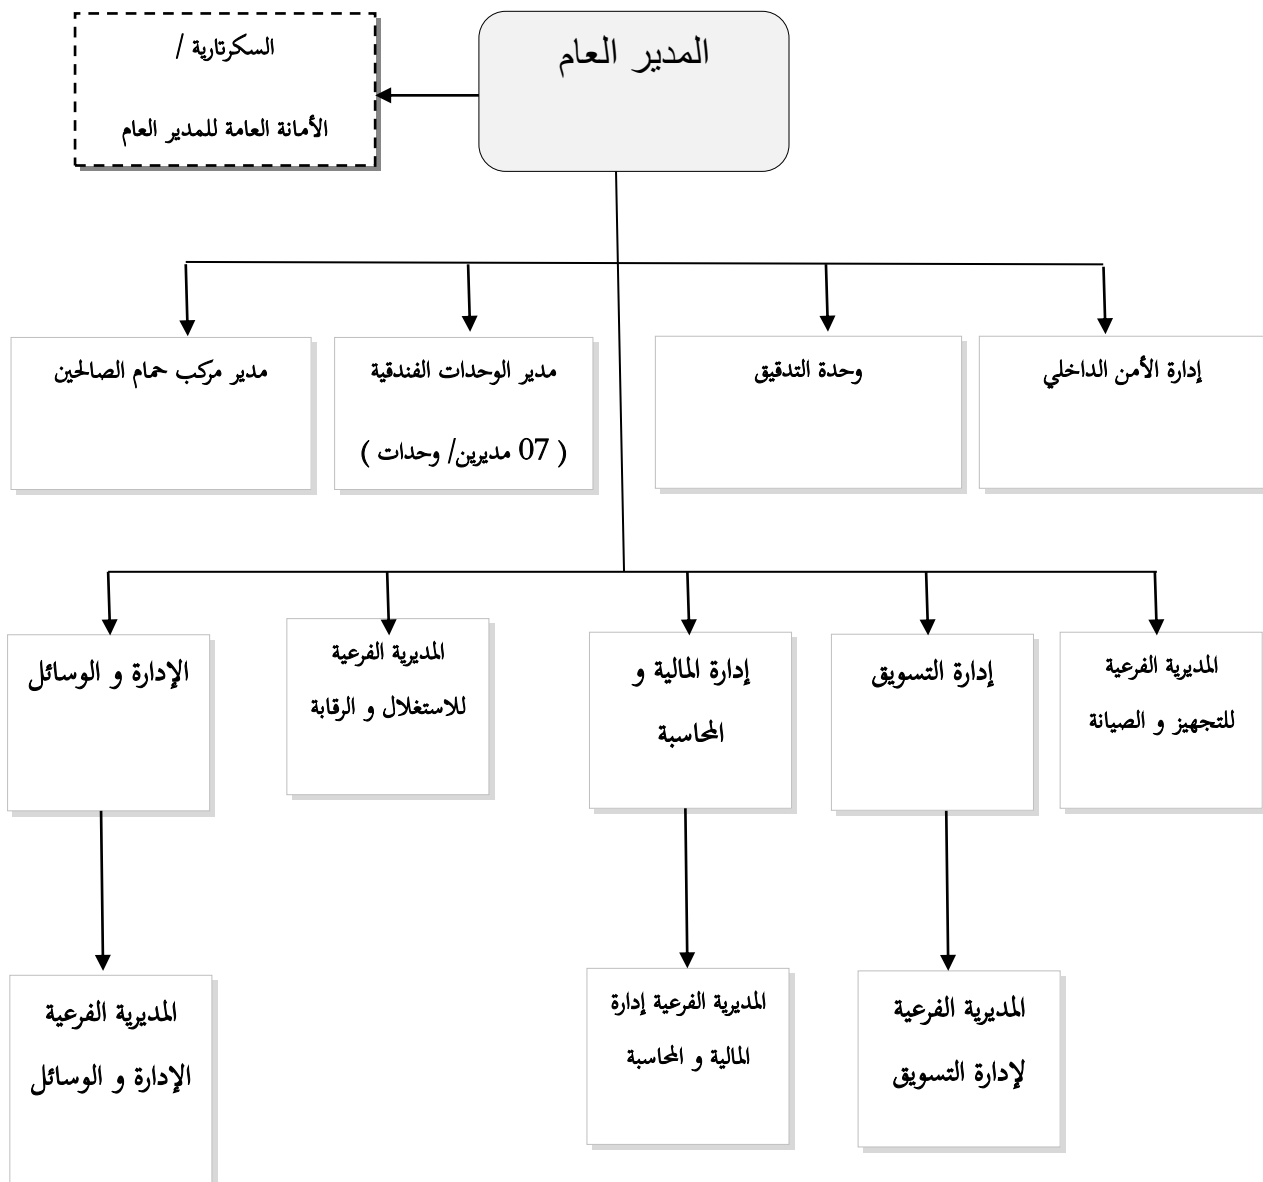 المدير العام
السكرتارية /
الأمانة العامة للمدير العام
إدارة الأمن الداخلي
وحدة التدقيق
مدير الوحدات الفندقية
( 07 مديرين/ وحدات )
مدير مركب حمام الصالحين
المديرية الفرعية
للتجهيز و الصيانة
إدارة التسويق
إدارة المالية و
المحاسبة
المديرية الفرعية
للاستغلال و الرقابة
الإدارة و الوسائل
المديرية الفرعية
لإدارة التسويق
المديرية الفرعية إدارة
المالية و المحاسبة
المديرية الفرعية
الإدارة و الوسائل